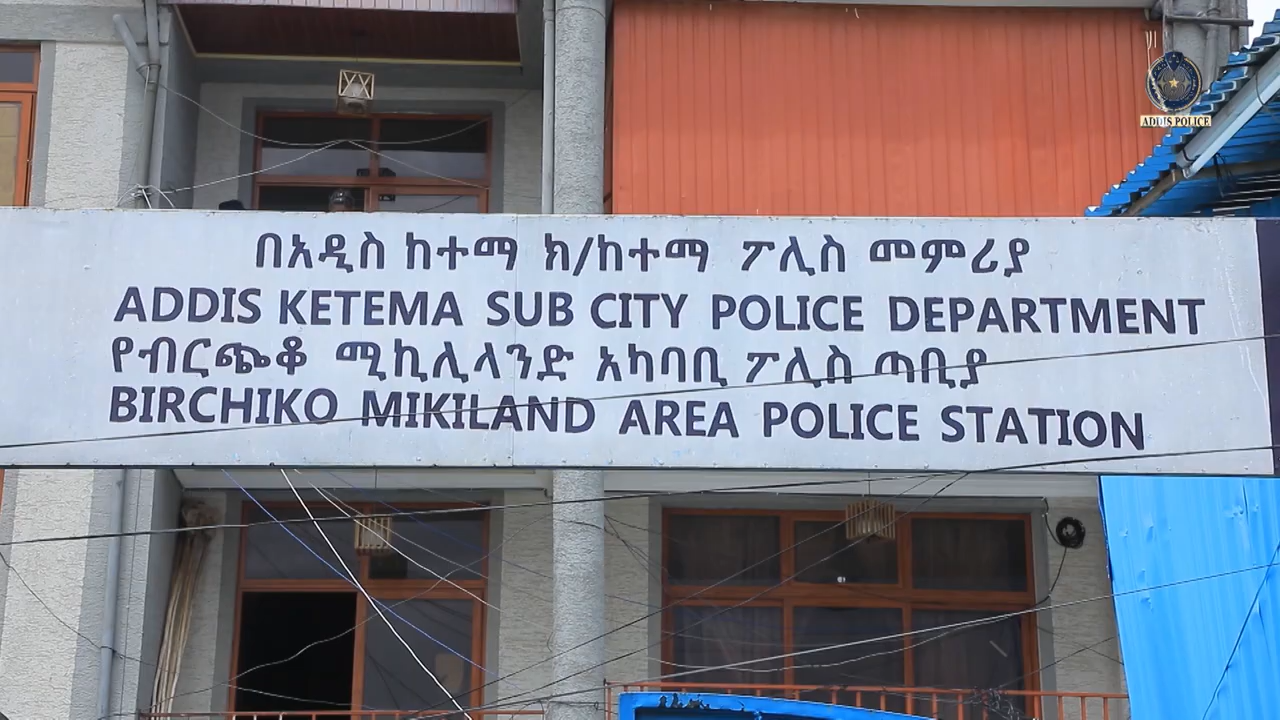 በአዲስ ከተማ ክ/ከተማ ፖሊስ መምሪያ
ADDIS KETEMA SUB CITY POLICE DEPARTMENT
የብርጭቆ ሚኪሊላንድ አካባቢ ፖሊስ ጣቢያ
BIRCHIKO MIKILAND AREA POLICE STATION
ADDIS POLICE